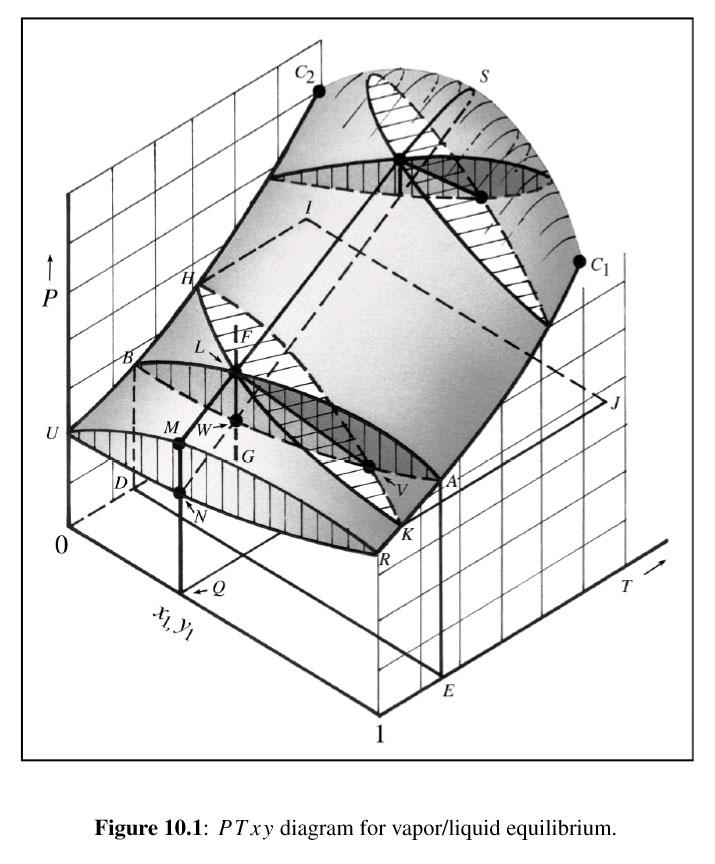 C₂
S
I
C₁
P
H
F
L
B
J
U
M
W
G
A
V
D
N
K
0
R
Q
T
x₁, y₁
E
1
Figure 10.1: PTxy diagram for vapor/liquid equilibrium.